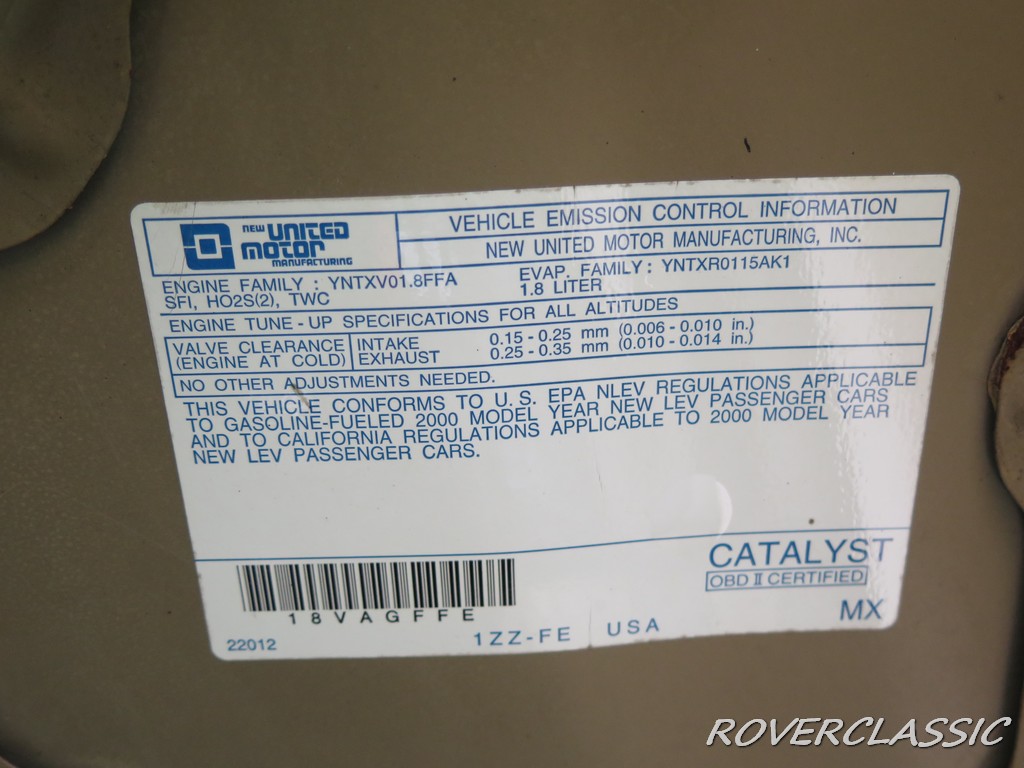 NEW UNITED
MOTOR
MANUFACTURING
VEHICLE EMISSION CONTROL INFORMATION
NEW UNITED MOTOR MANUFACTURING, INC.
ENGINE FAMILY : YNTXV01.8FFA EVAP. FAMILY : YNTXR0115AK1
SFI, HO2S(2), TWC 1.8 LITER
ENGINE TUNE-UP SPECIFICATIONS FOR ALL ALTITUDES
VALVE CLEARANCE INTAKE 0.15 - 0.25 mm (0.006 - 0.010 in.)
(ENGINE AT COLD) EXHAUST 0.25 - 0.35 mm (0.010 - 0.014 in.)
NO OTHER ADJUSTMENTS NEEDED.
THIS VEHICLE CONFORMS TO U.S. EPA NLEV REGULATIONS APPLICABLE
TO GASOLINE-FUELED 2000 MODEL YEAR NEW LEV PASSENGER CARS
AND TO CALIFORNIA REGULATIONS APPLICABLE TO 2000 MODEL YEAR
NEW LEV PASSENGER CARS.
CATALYST
OBD II CERTIFIED
18VAGFFE
MX
22012 1ZZ-FE USA
ROVERCLASSIC